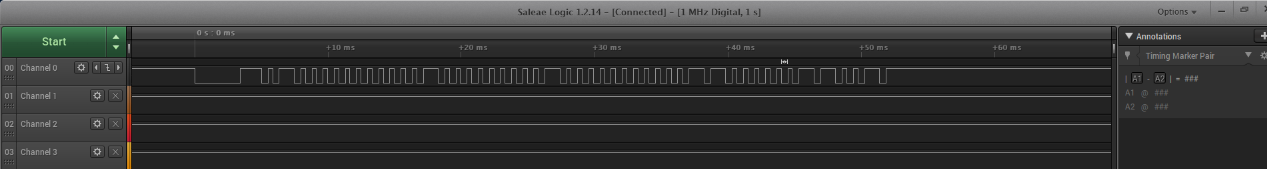 Saleae Logic 1.2.14 - [Connected] - [1 MHz Digital, 1 s]
Options
Start
0 s : 0 ms
+10 ms +20 ms +30 ms +40 ms +50 ms +60 ms
Annotations
Timing Marker Pair
| A1 - A2 | = ###
A1 @ ###
A2 @ ###
00 Channel 0
01 Channel 1
02 Channel 2
03 Channel 3